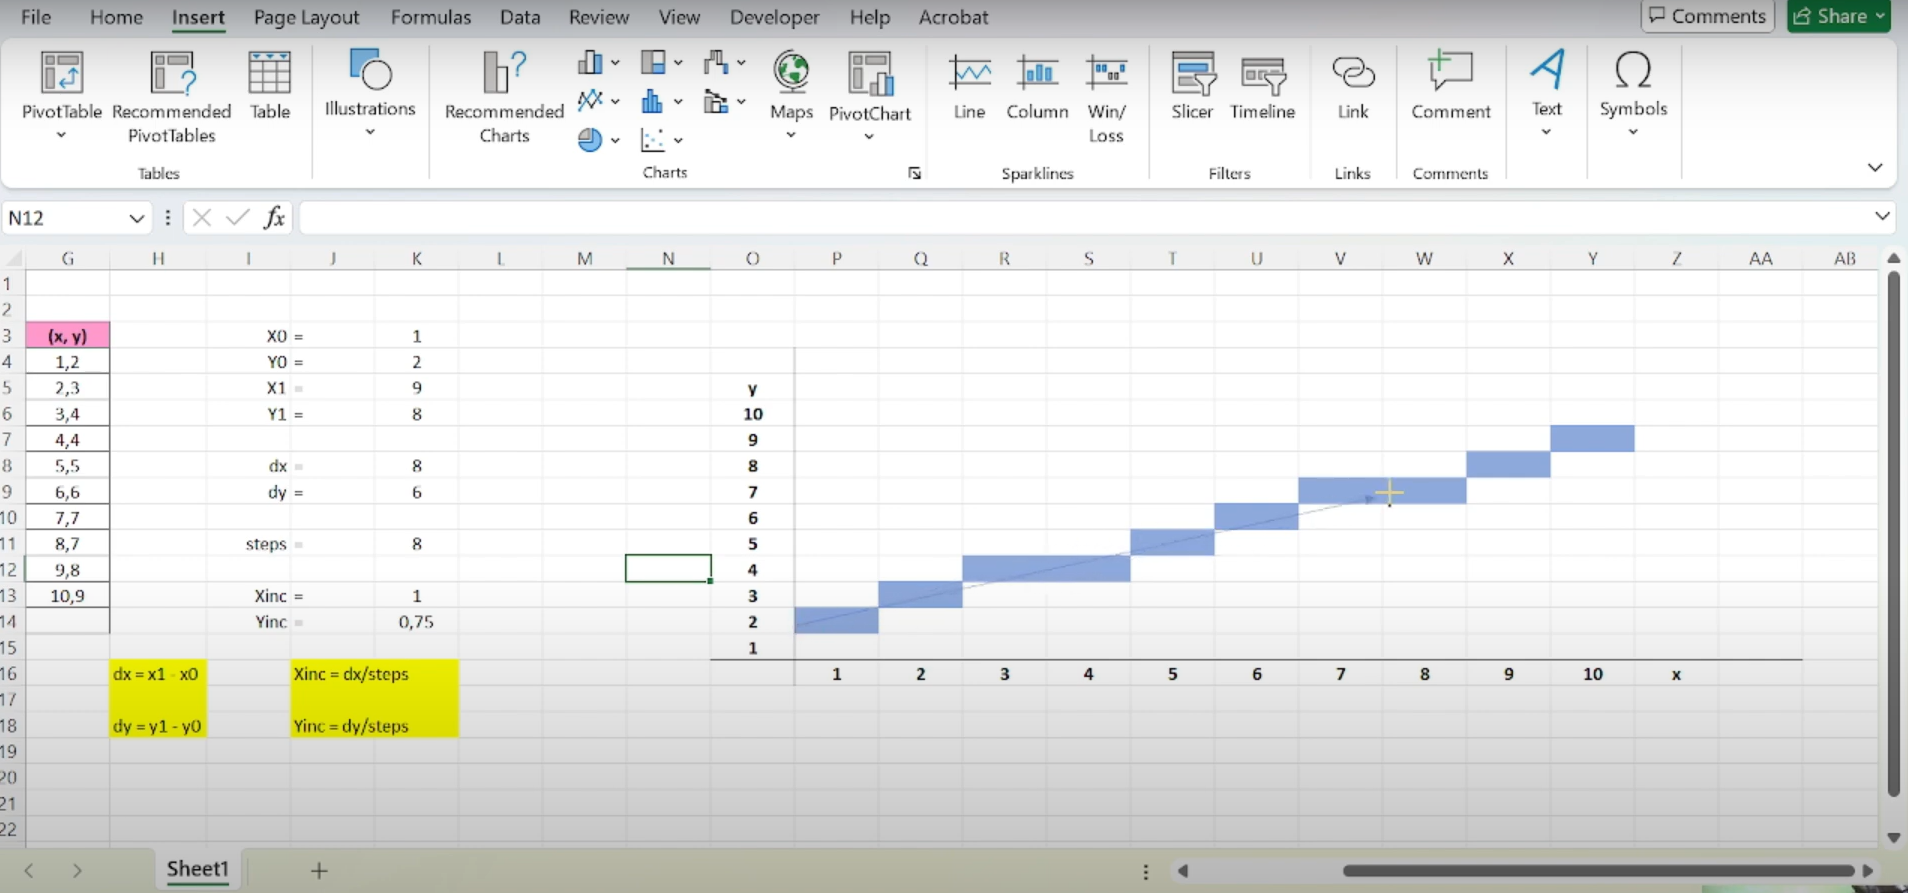 File Home Insert Page Layout Formulas Data Review View Developer Help Acrobat Comments Share
PivotTable Recommended PivotTables Table Illustrations Recommended Charts Maps PivotChart Line Column Win/Loss Slicer Timeline Link Comment Text Symbols
Tables Charts Sparklines Filters Links Comments
N12 fx
G H I J K L M N O P Q R S T U V W X Y Z AA AB
1
2
3 (x, y) X0 = 1
4 1,2 Y0 = 2
5 2,3 X1 = 9 y
6 3,4 Y1 = 8 10
7 4,4 9
8 5,5 dx = 8 8
9 6,6 dy = 6 7
10 7,7 6
11 8,7 steps = 8 5
12 9,8 4
13 10,9 Xinc = 1 3
14 Yinc = 0,75 2
15 1
16 dx = x1 - x0 Xinc = dx/steps 1 2 3 4 5 6 7 8 9 10 x
17
18 dy = y1 - y0 Yinc = dy/steps
19
20
21
22
Sheet1